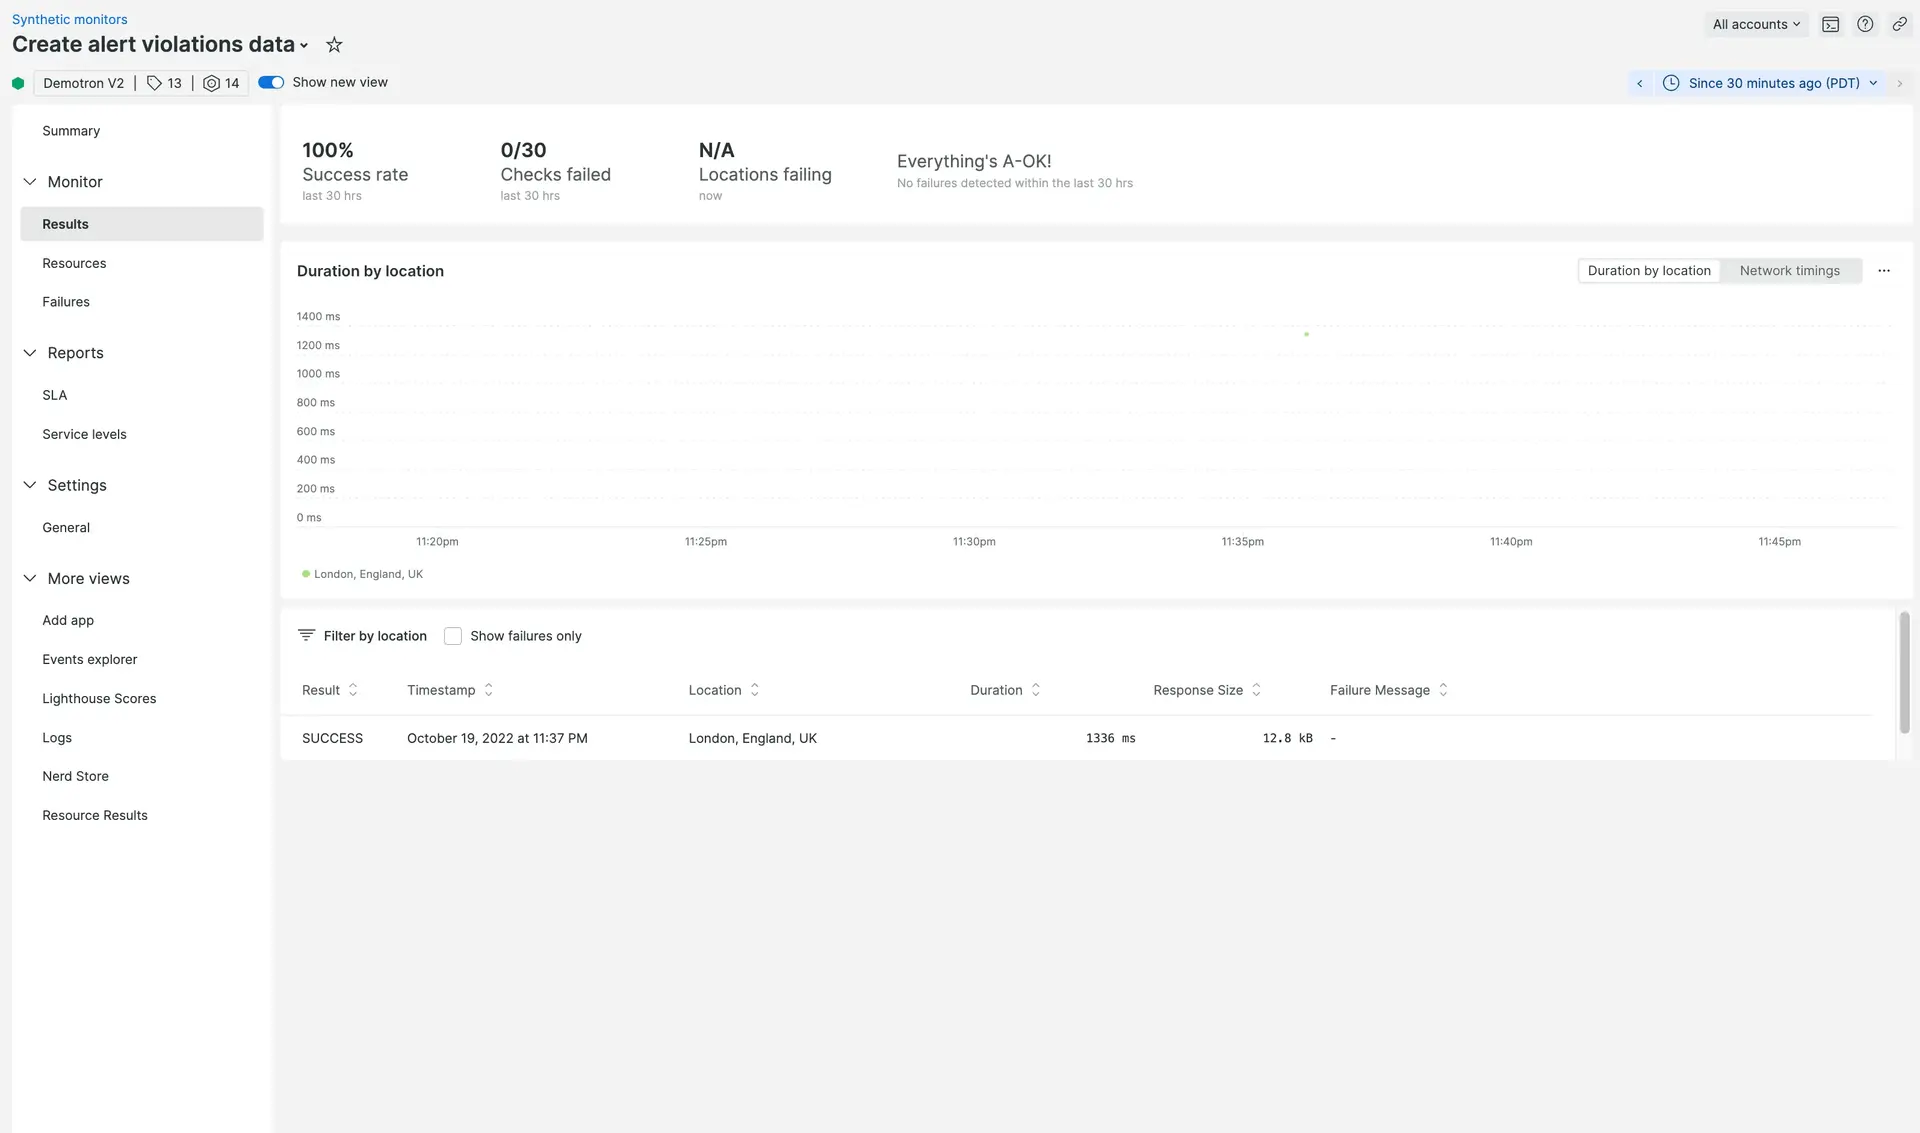 Synthetic monitors
Create alert violations data
All accounts
Demotron V2 | 13 | 14 Show new view
Since 30 minutes ago (PDT)
Summary
Monitor
Results
Resources
Failures
Reports
SLA
Service levels
Settings
General
More views
Add app
Events explorer
Lighthouse Scores
Logs
Nerd Store
Resource Results
100%
Success rate
last 30 hrs
0/30
Checks failed
last 30 hrs
N/A
Locations failing
now
Everything's A-OK!
No failures detected within the last 30 hrs
Duration by location
Duration by location Network timings
1400 ms
1200 ms
1000 ms
800 ms
600 ms
400 ms
200 ms
0 ms
11:20pm 11:25pm 11:30pm 11:35pm 11:40pm 11:45pm
London, England, UK
Filter by location Show failures only
Result Timestamp Location Duration Response Size Failure Message
SUCCESS October 19, 2022 at 11:37 PM London, England, UK 1336 ms 12.8 kB -